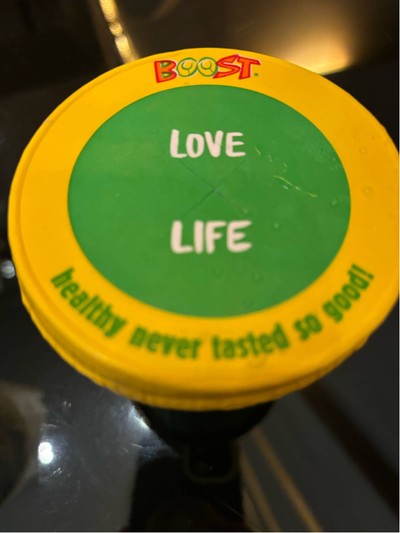 BOOST
LOVE
LIFE
healthy never tasted so good!